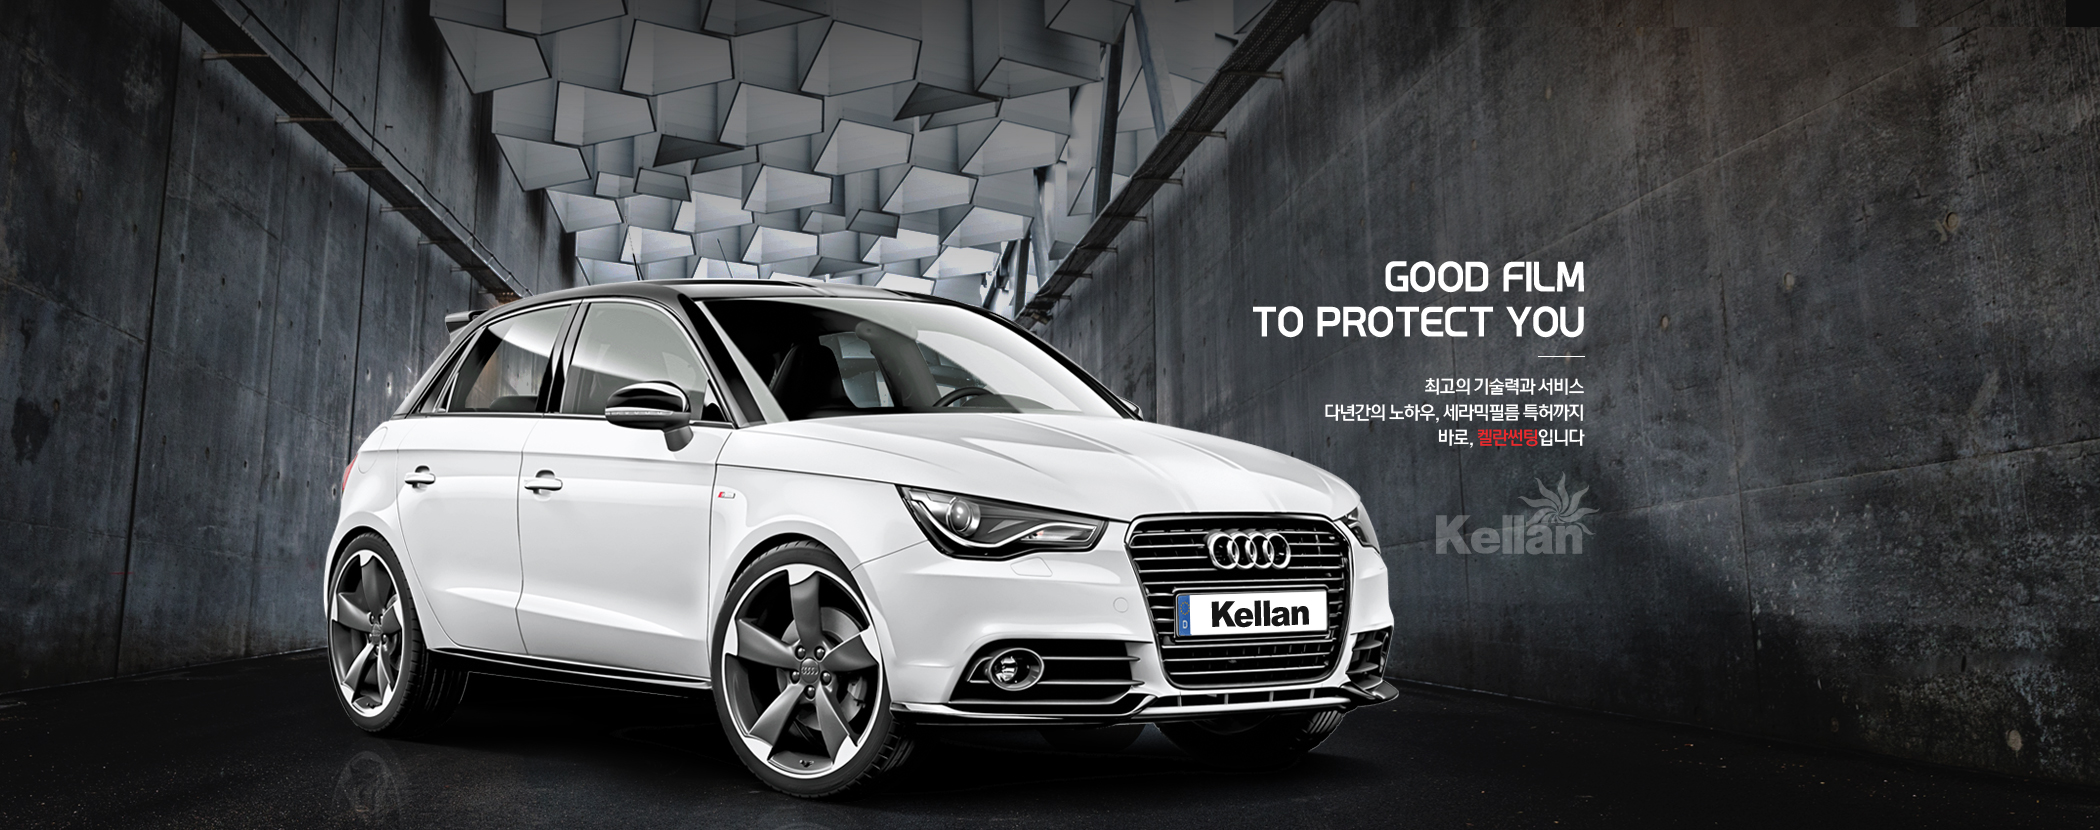 GOOD FILM
TO PROTECT YOU
최고의 기술력과 서비스
다년간의 노하우, 세라믹필름 특허까지
바로, 켈란썬팅입니다
Kellan
Kellan
D